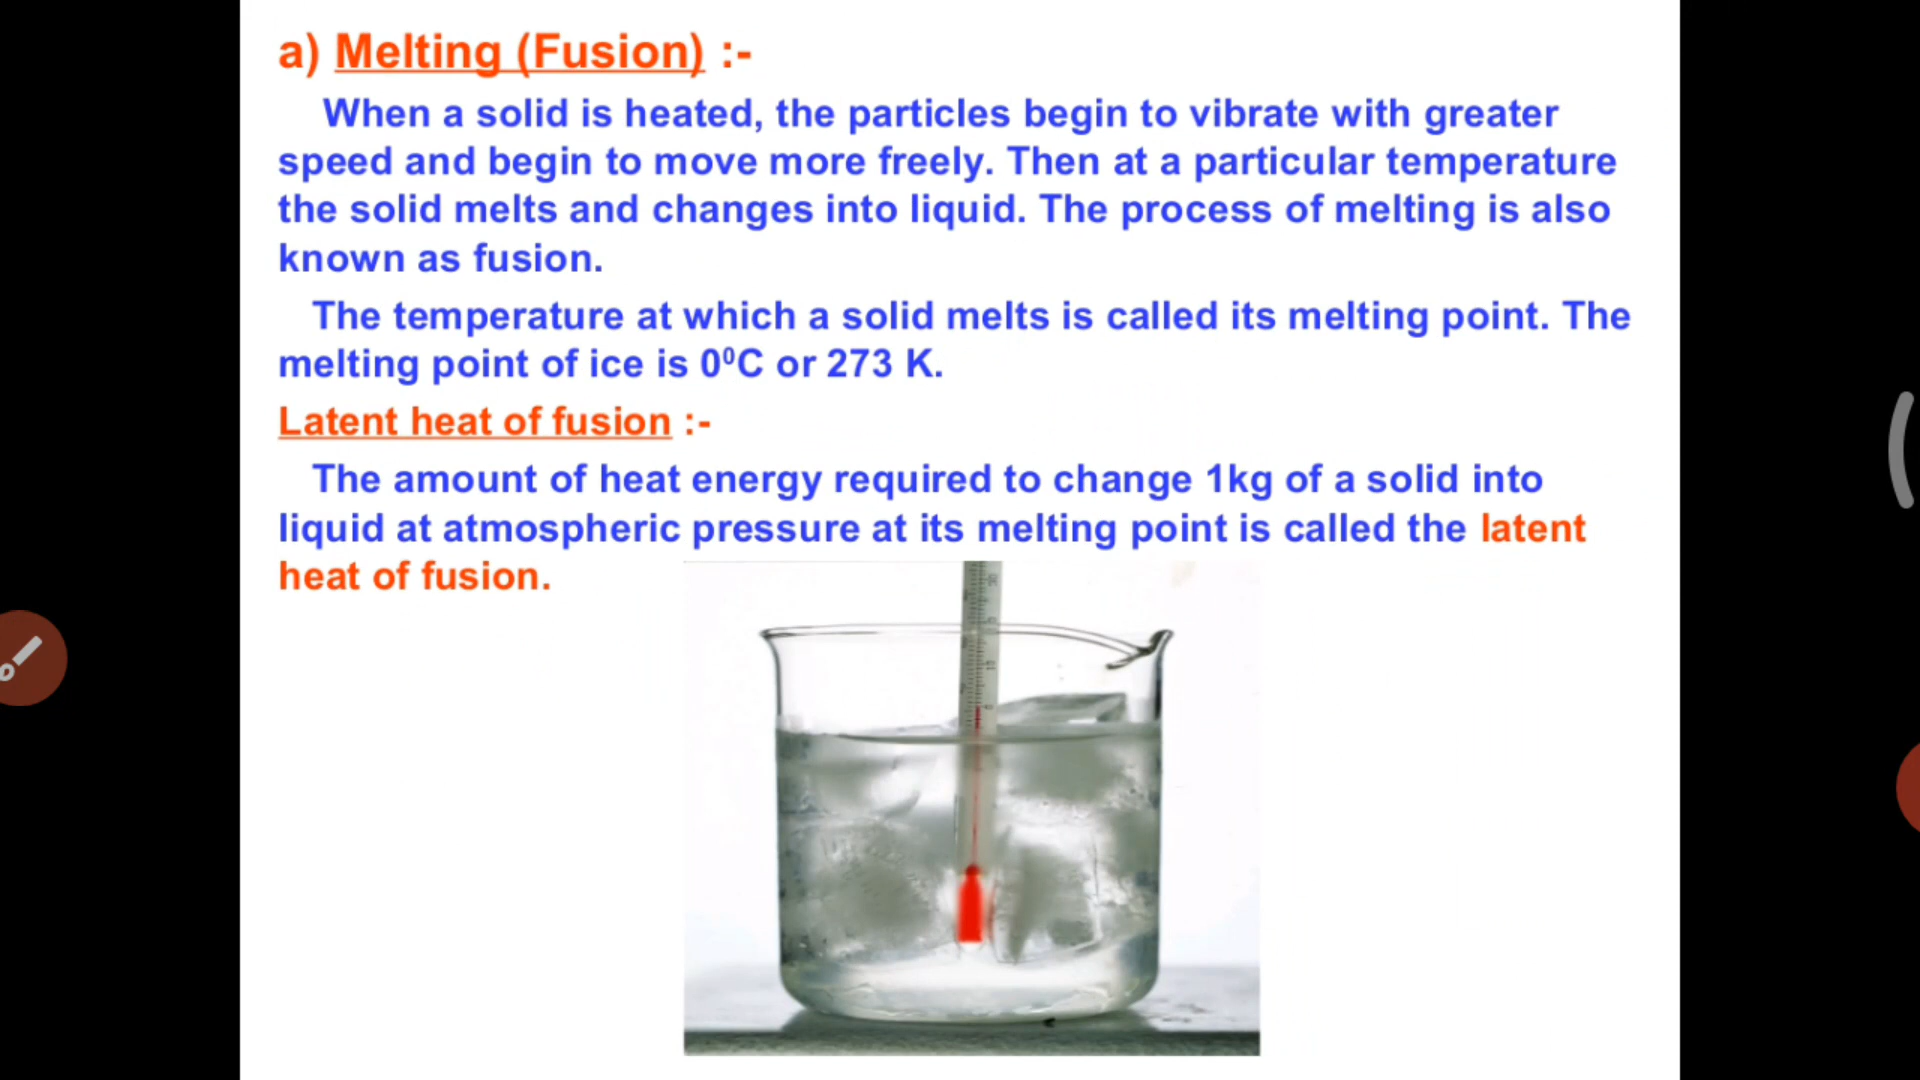 a) Melting (Fusion) :-
When a solid is heated, the particles begin to vibrate with greater
speed and begin to move more freely. Then at a particular temperature
the solid melts and changes into liquid. The process of melting is also
known as fusion.
The temperature at which a solid melts is called its melting point. The
melting point of ice is 0⁰C or 273 K.
Latent heat of fusion :-
The amount of heat energy required to change 1kg of a solid into
liquid at atmospheric pressure at its melting point is called the latent
heat of fusion.